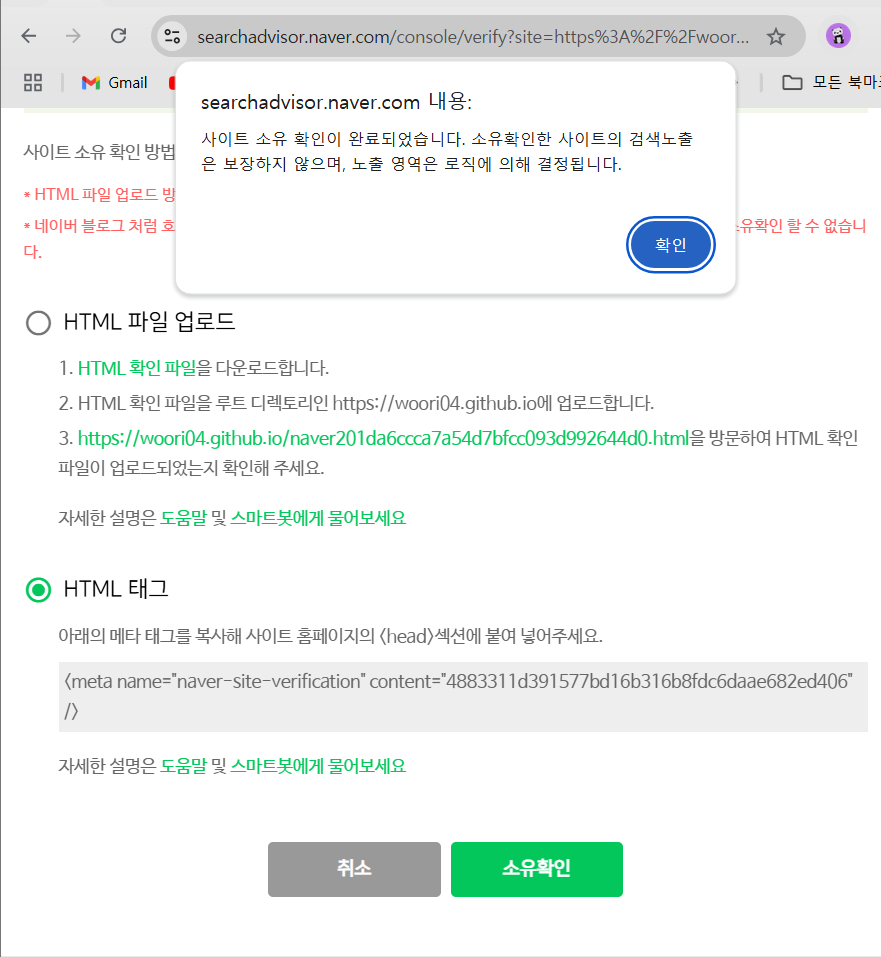 searchadvisor.naver.com/console/verify?site=https%3A%2F%2Fwoor...
Gmail
모든 북마
searchadvisor.naver.com 내용:
사이트 소유 확인이 완료되었습니다. 소유확인한 사이트의 검색노출
은 보장하지 않으며, 노출 영역은 로직에 의해 결정됩니다.
확인
사이트 소유 확인 방법
* HTML 파일 업로드 방
* 네이버 블로그 처럼 호 소유확인 할 수 없습니
다.
HTML 파일 업로드
1. HTML 확인 파일을 다운로드합니다.
2. HTML 확인 파일을 루트 디렉토리인 https://woori04.github.io에 업로드합니다.
3. https://woori04.github.io/naver201da6ccca7a54d7bfcc093d992644d0.html을 방문하여 HTML 확인
파일이 업로드되었는지 확인해 주세요.
자세한 설명은 도움말 및 스마트봇에게 물어보세요
HTML 태그
아래의 메타 태그를 복사해 사이트 홈페이지의 <head>섹션에 붙여 넣어주세요.
<meta name="naver-site-verification" content="4883311d391577bd16b316b8fdc6daae682ed406"
/>
자세한 설명은 도움말 및 스마트봇에게 물어보세요
취소
소유확인